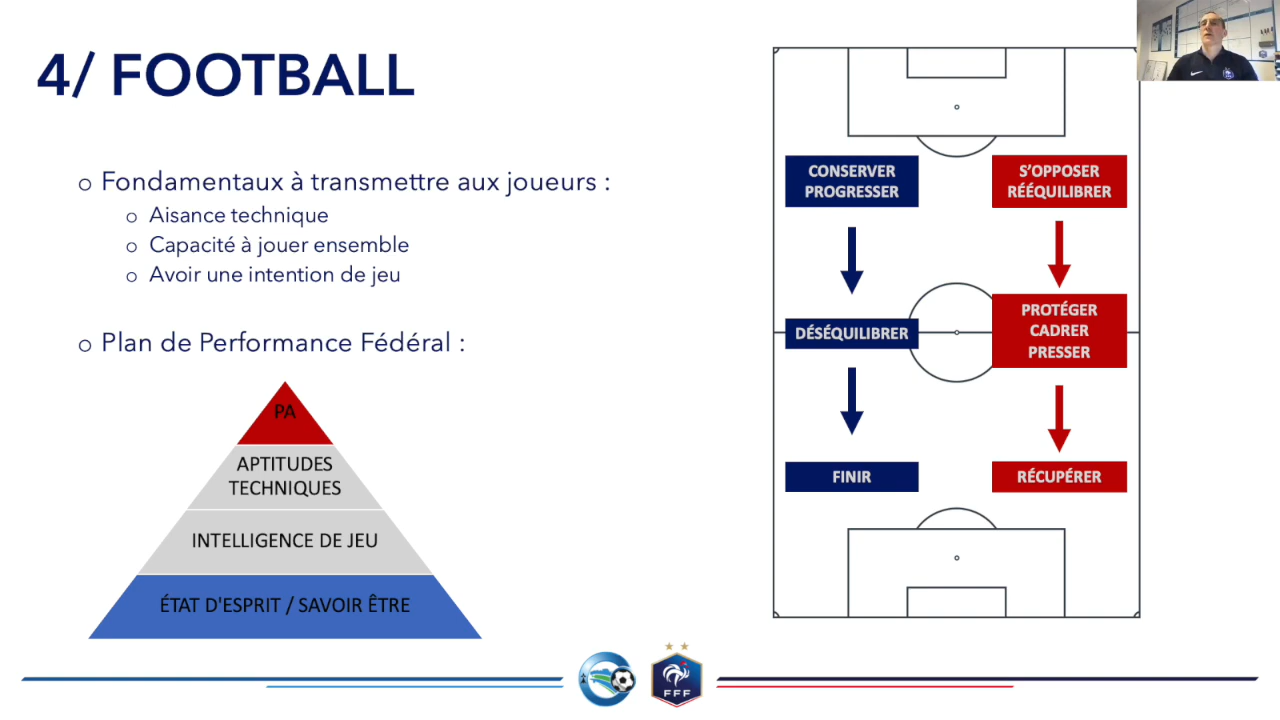 4/ FOOTBALL
o Fondamentaux à transmettre aux joueurs :
o Aisance technique
o Capacité à jouer ensemble
o Avoir une intention de jeu
o Plan de Performance Fédéral :
PA
APTITUDES
TECHNIQUES
INTELLIGENCE DE JEU
ÉTAT D'ESPRIT / SAVOIR ÊTRE
CONSERVER
PROGRESSER
DÉSÉQUILIBRER
FINIR
S'OPPOSER
RÉÉQUILIBRER
PROTÉGER
CADRER
PRESSER
RÉCUPÉRER
FFF